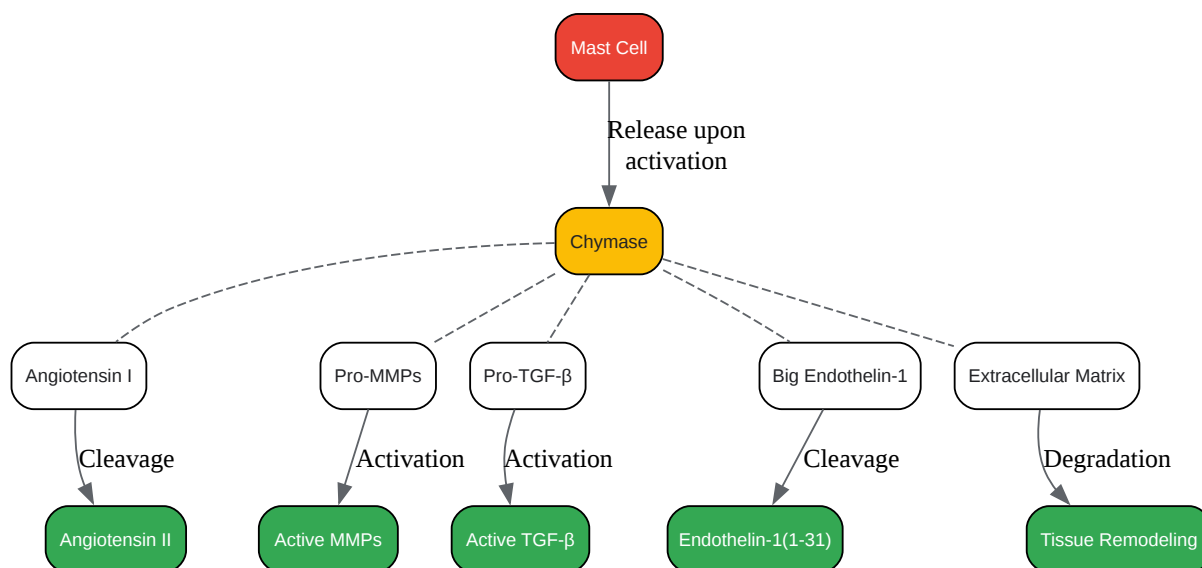 Mast Cell
Release upon
activation
Chymase
Angiotensin I
Pro-MMPs
Pro-TGF-β
Big Endothelin-1
Extracellular Matrix
Cleavage
Activation
Activation
Cleavage
Degradation
Angiotensin II
Active MMPs
Active TGF-β
Endothelin-1(1-31)
Tissue Remodeling